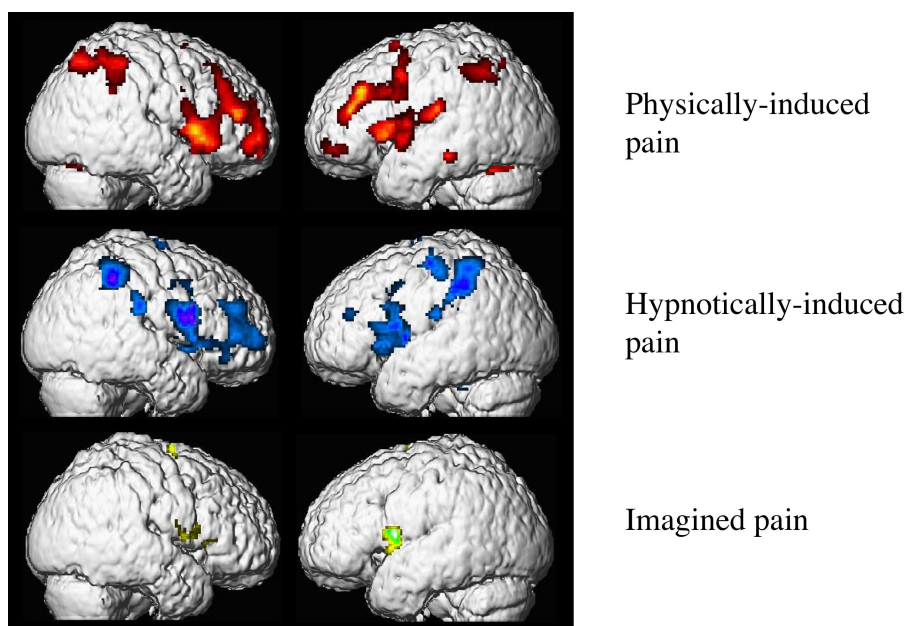 Physically-induced
pain
Hypnotically-induced
pain
Imagined pain